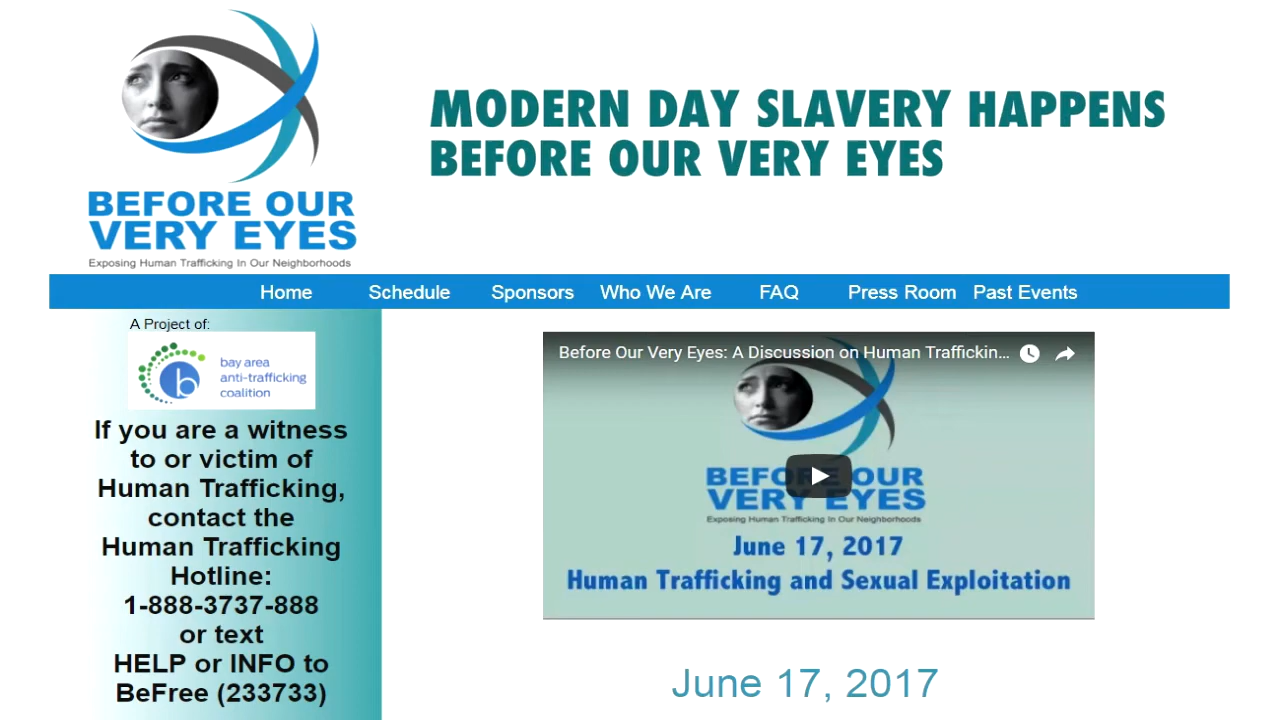 MODERN DAY SLAVERY HAPPENS
BEFORE OUR VERY EYES
BEFORE OUR
VERY EYES
Exposing Human Trafficking In Our Neighborhoods
Home Schedule Sponsors Who We Are FAQ Press Room Past Events
A Project of:
bay area
anti-trafficking
coalition
b
If you are a witness
to or victim of
Human Trafficking,
contact the
Human Trafficking
Hotline:
1-888-3737-888
or text
HELP or INFO to
BeFree (233733)
Before Our Very Eyes: A Discussion on Human Traffickin...
BEFORE OUR
VERY EYES
Exposing Human Trafficking In Our Neighborhoods
June 17, 2017
Human Trafficking and Sexual Exploitation
June 17, 2017